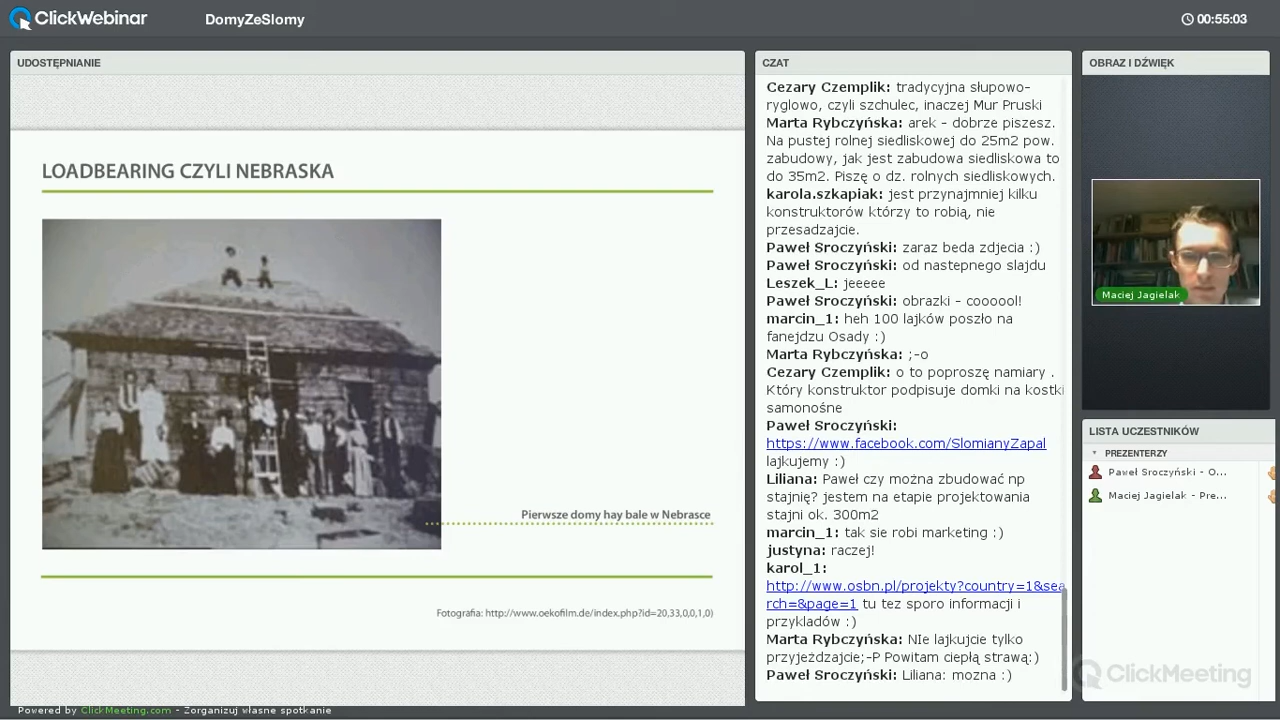 ClickWebinar
DomyZeSlomy
00:55:03
UDOSTĘPNIANIE
LOADBEARING CZYLI NEBRASKA
Pierwsze domy hay bale w Nebrasce
Fotografia: http://www.oekofilm.de/index.php?id=20,33,0,0,1,0)
CZAT
Cezary Czemplik: tradycyjna słupowo-
ryglowo, czyli szchulec, inaczej Mur Pruski
Marta Rybczyńska: arek - dobrze piszesz.
Na pustej rolnej siedliskowej do 25m2 pow.
zabudowy, jak jest zabudowa siedliskowa to
do 35m2. Piszę o dz. rolnych siedliskowych.
karola.szkapiak: jest przynajmniej kilku
konstruktorów którzy to robią, nie
przesadzajcie.
Paweł Sroczyński: zaraz beda zdjecia :)
Paweł Sroczyński: od nastepnego slajdu
Leszek_L: jeeeee
Paweł Sroczyński: obrazki - coooool!
marcin_1: heh 100 lajków poszło na
fanejdzu Osady :)
Marta Rybczyńska: ;-o
Cezary Czemplik: o to poproszę namiary .
Który konstruktor podpisuje domki na kostki
samonośne
Paweł Sroczyński:
https://www.facebook.com/SlomianyZapal
lajkujemy :)
Liliana: Paweł czy można zbudować np
stajnię? jestem na etapie projektowania
stajni ok. 300m2
marcin_1: tak sie robi marketing :)
justyna: raczej!
karol_1:
http://www.osbn.pl/projekty?country=1&sea
rch=&page=1 tu tez sporo informacji i
przykladów :)
Marta Rybczyńska: NIe lajkujcie tylko
przyjeżdzajcie;-P Powitam ciepłą strawą:)
Paweł Sroczyński: Liliana: mozna :)
OBRAZ I DŹWIĘK
Maciej Jagielak
LISTA UCZESTNIKÓW
PREZENTERZY
Paweł Sroczyński - O...
Maciej Jagielak - Pre...
ClickMeeting
Powered by ClickMeeting.com - Zorganizuj własne spotkanie